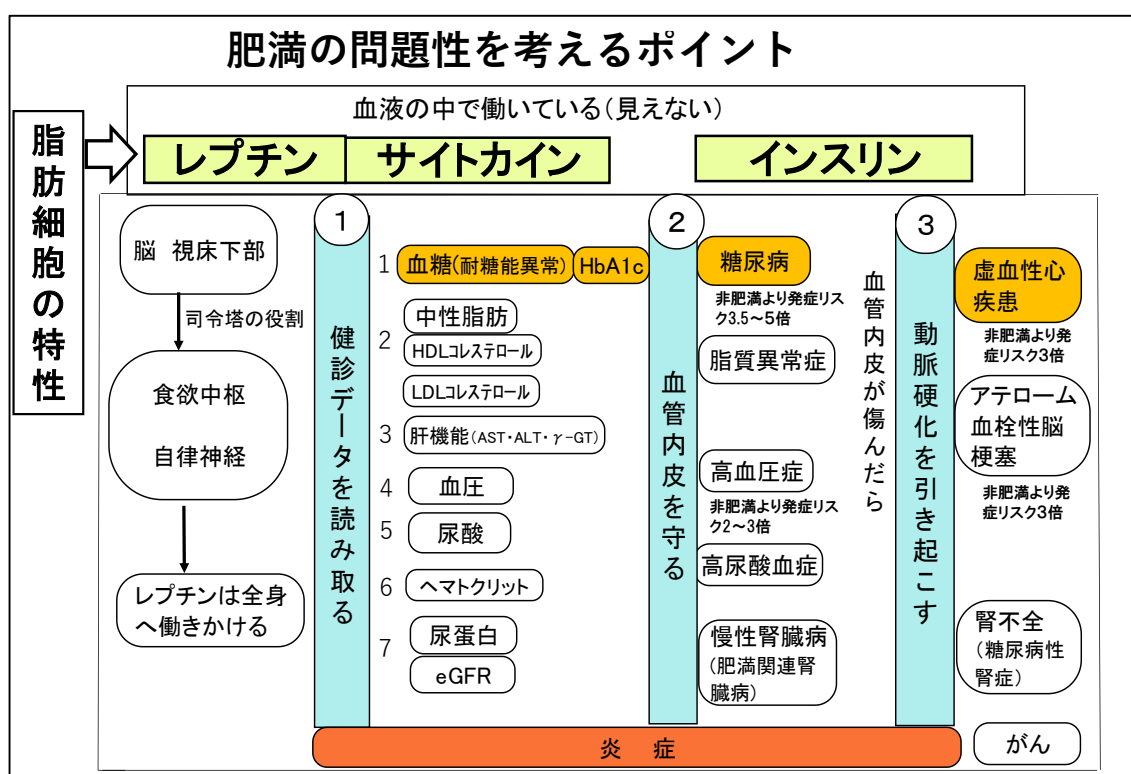 肥満の問題性を考えるポイント
脂肪細胞の特性
血液の中で働いている(見えない)
レプチン
サイトカイン
インスリン
脳 視床下部
司令塔の役割
食欲中枢
自律神経
レプチンは全身
へ働きかける
1
健診データを読み取る
1 血糖(耐糖能異常) HbA1c
2 中性脂肪
HDLコレステロール
LDLコレステロール
3 肝機能(AST・ALT・γ-GT)
4 血圧
5 尿酸
6 ヘマトクリット
7 尿蛋白
eGFR
2
血管内皮を守る
糖尿病
非肥満より発症リス
ク3.5~5倍
脂質異常症
高血圧症
非肥満より発症リス
ク2~3倍
高尿酸血症
慢性腎臓病
(肥満関連腎
臓病)
血管内皮が傷んだら
3
動脈硬化を引き起こす
虚血性心
疾患
非肥満より発
症リスク3倍
アテローム
血栓性脳
梗塞
非肥満より発
症リスク3倍
腎不全
(糖尿病性
腎症)
がん
炎 症